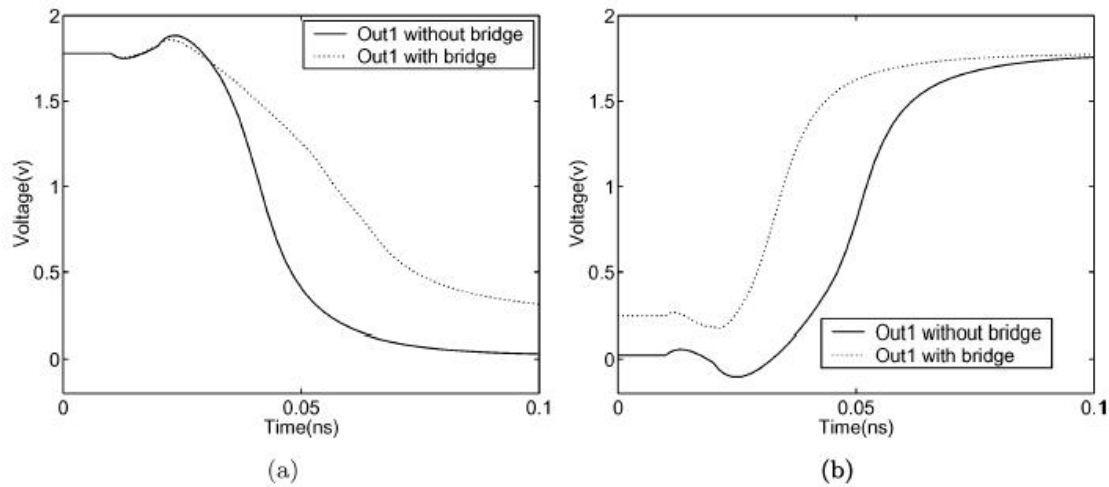 2
1.5
1
0.5
0
Voltage(v)
Out1 without bridge
Out1 with bridge
0
0.05
0.1
Time(ns)
(a)
2
1.5
1
0.5
0
Voltage(v)
Out1 without bridge
Out1 with bridge
0
0.05
0.1
Time(ns)
(b)